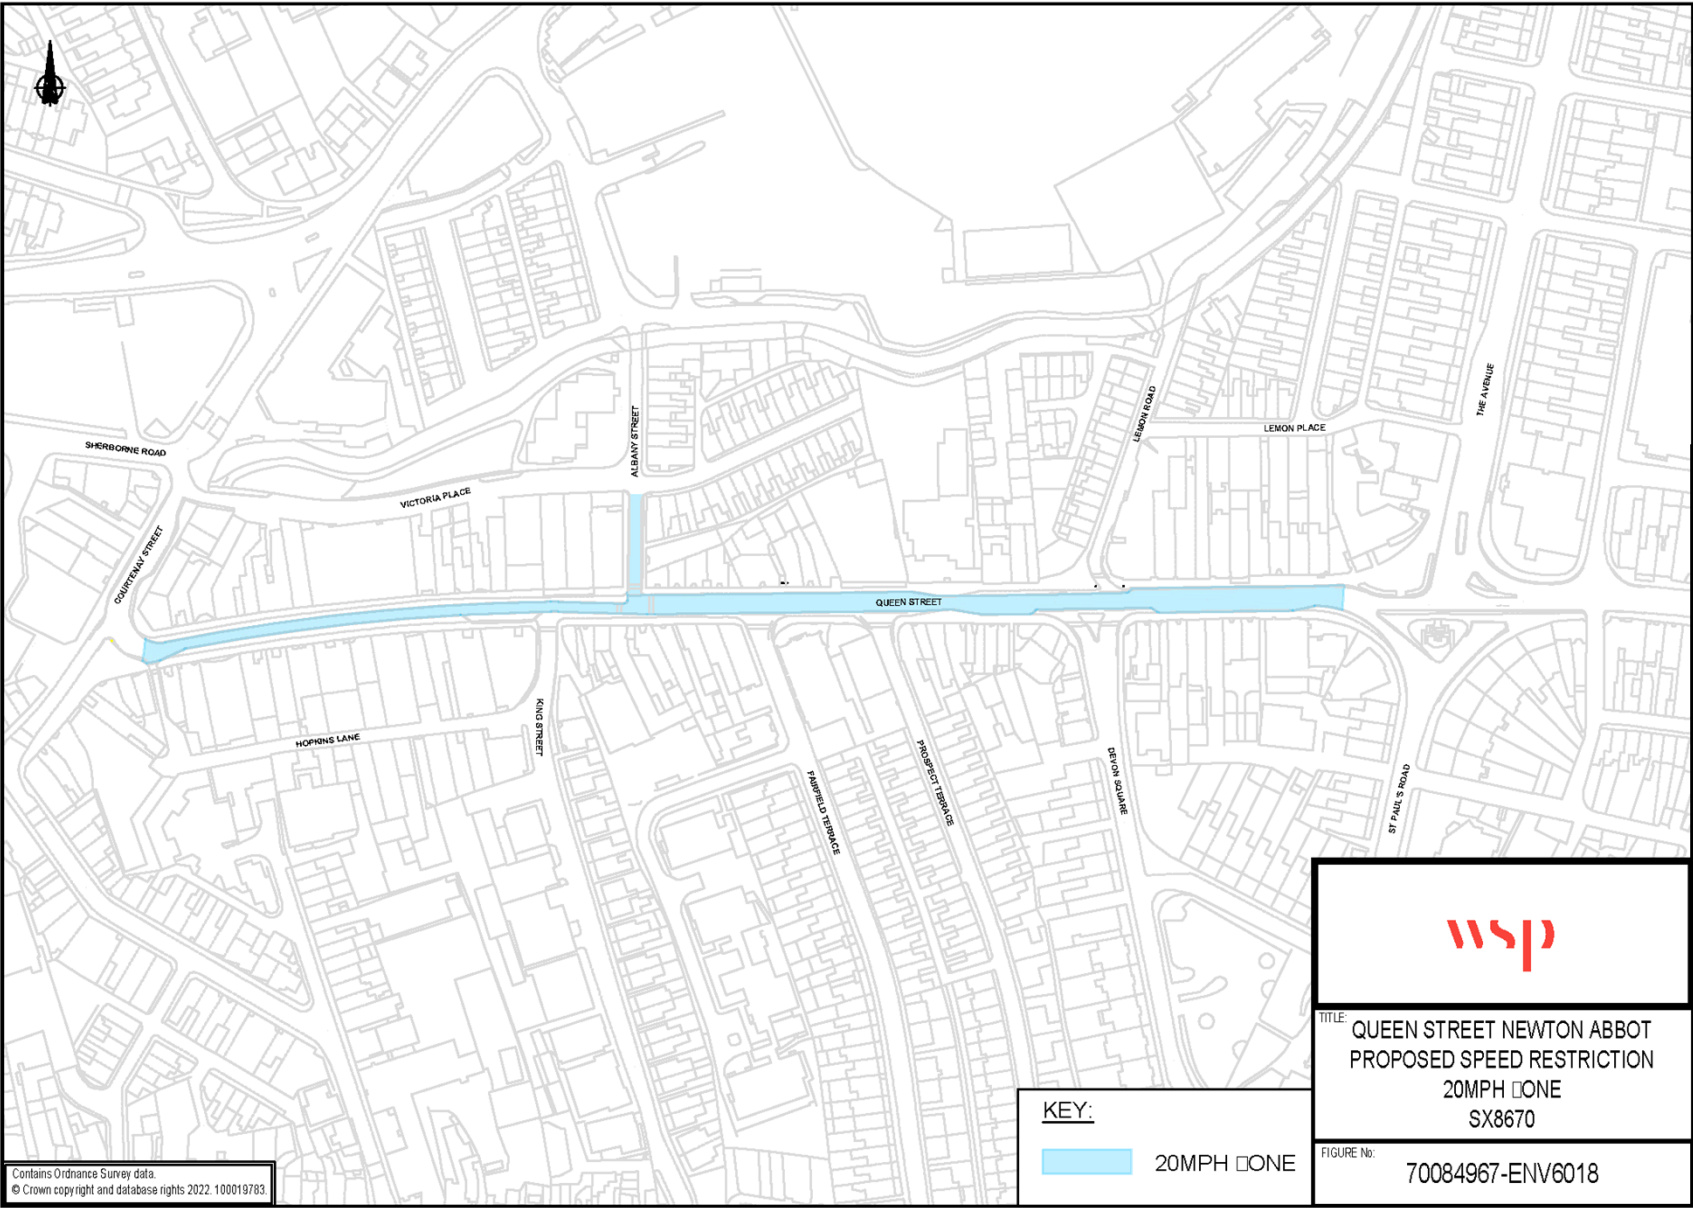 SHERBORNE ROAD
COURTENAY STREET
VICTORIA PLACE
ALBANY STREET
LEMON ROAD
LEMON PLACE
THE AVENUE
QUEEN STREET
HOPKINS LANE
KING STREET
FAIRFIELD TERRACE
PROSPECT TERRACE
DEVON SQUARE
ST PAUL'S ROAD
wsp
TITLE:
QUEEN STREET NEWTON ABBOT
PROPOSED SPEED RESTRICTION
20MPH □ONE
SX8670
FIGURE No:
70084967-ENV6018
KEY:
20MPH □ONE
Contains Ordnance Survey data.
© Crown copyright and database rights 2022. 100019783.